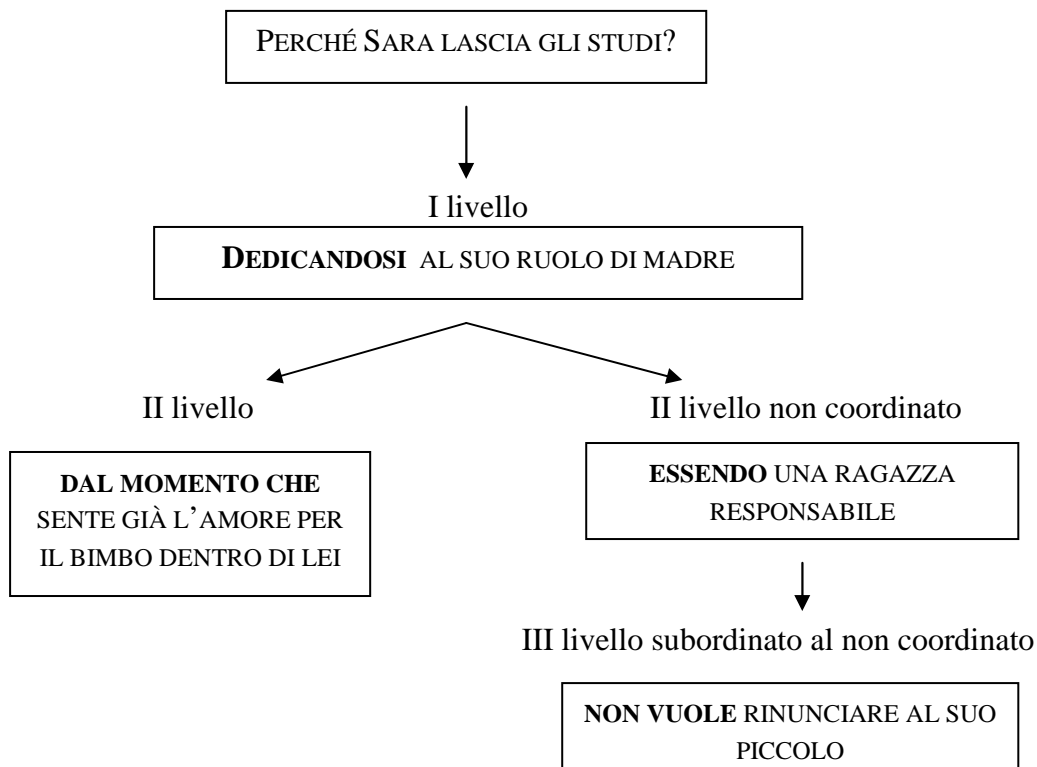 PERCHÉ SARA LASCIA GLI STUDI?
I livello
DEDICANDOSI AL SUO RUOLO DI MADRE
II livello
II livello non coordinato
DAL MOMENTO CHE
SENTE GIÀ L'AMORE PER
IL BIMBO DENTRO DI LEI
ESSENDO UNA RAGAZZA
RESPONSABILE
III livello subordinato al non coordinato
NON VUOLE RINUNCIARE AL SUO
PICCOLO